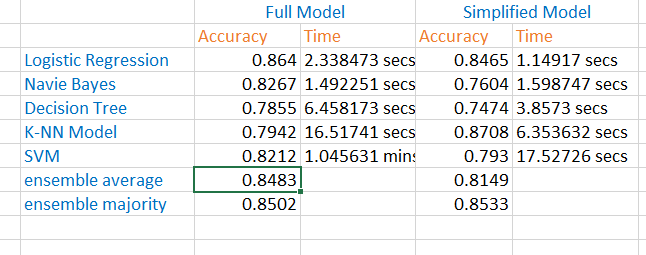 Full Model Simplified Model
Accuracy Time Accuracy Time
Logistic Regression 0.864 2.338473 secs 0.8465 1.14917 secs
Navie Bayes 0.8267 1.492251 secs 0.7604 1.598747 secs
Decision Tree 0.7855 6.458173 secs 0.7474 3.8573 secs
K-NN Model 0.7942 16.51741 secs 0.8708 6.353632 secs
SVM 0.8212 1.045631 mins 0.793 17.52726 secs
ensemble average 0.8483 0.8149
ensemble majority 0.8502 0.8533